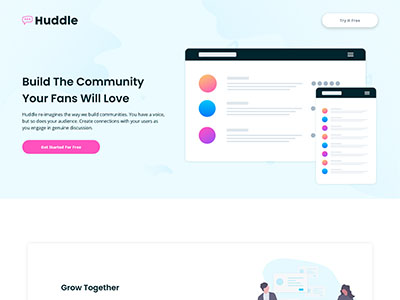 Huddle
Try It Free
Build The Community
Your Fans Will Love
Huddle re-imagines the way we build communities. You have a voice,
but so does your audience. Create connections with your users as
you engage in genuine discussion.
Get Started For Free
Grow Together